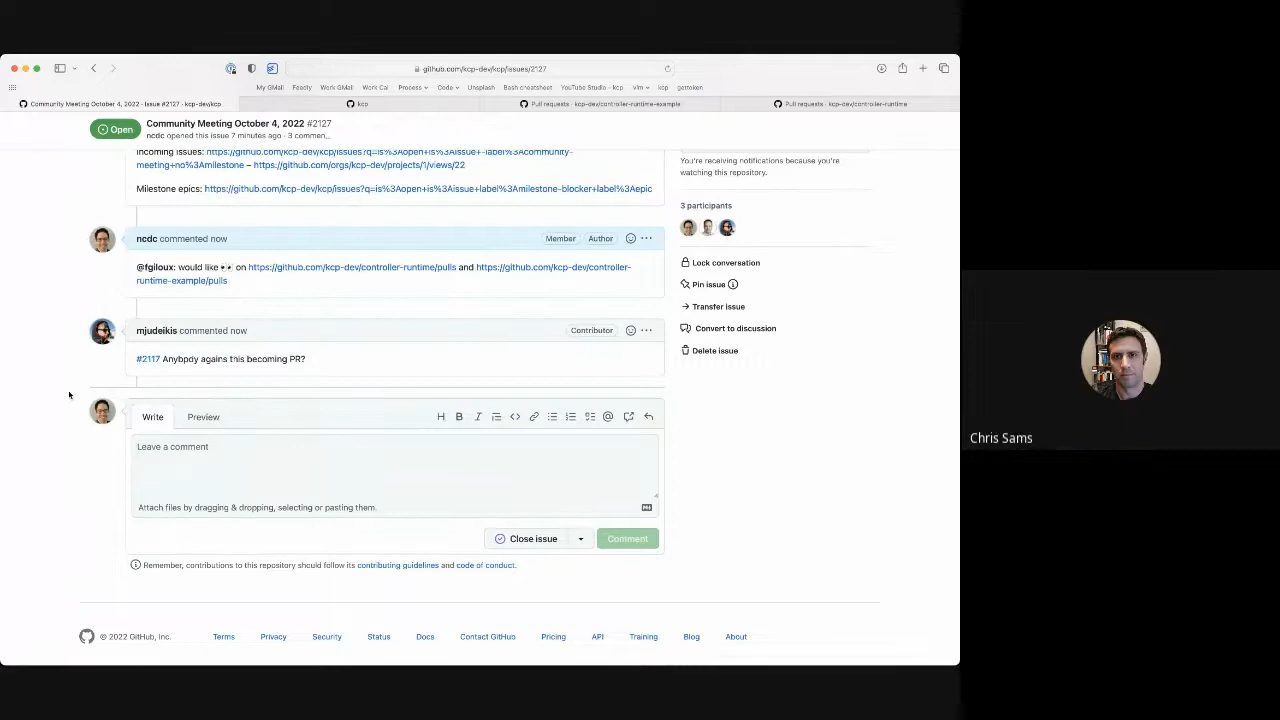 github.com/kcp-dev/kcp/issues/2127
My GMail Feedly Work GMail Work Cal Process Code Unsplash Bash cheatsheet YouTube Studio - kcp vim kcp gettoken
Community Meeting October 4, 2022 · Issue #2127 · kcp-dev/kcp
kcp
Pull requests · kcp-dev/controller-runtime-example
Pull requests · kcp-dev/controller-runtime
Open
Community Meeting October 4, 2022 #2127
ncdc opened this issue 7 minutes ago · 3 commen...
Incoming issues: https://github.com/kcp-dev/kcp/issues?q=is%3Aopen+is%3Aissue+-label%3Acommunity-
meeting+no%3Amilestone – https://github.com/orgs/kcp-dev/projects/1/views/22
Milestone epics: https://github.com/kcp-dev/kcp/issues?q=is%3Aopen+is%3Aissue+label%3Amilestone-blocker+label%3Aepic
ncdc commented now
Member
Author
@fgiloux: would like 👀 on https://github.com/kcp-dev/controller-runtime/pulls and https://github.com/kcp-dev/controller-
runtime-example/pulls
mjudeikis commented now
Contributor
#2117 Anybpdy agains this becoming PR?
Write
Preview
Leave a comment
Attach files by dragging & dropping, selecting or pasting them.
Close issue
Comment
Remember, contributions to this repository should follow its contributing guidelines and code of conduct.
You're receiving notifications because you're
watching this repository.
3 participants
Lock conversation
Pin issue
Transfer issue
Convert to discussion
Delete issue
© 2022 GitHub, Inc.
Terms
Privacy
Security
Status
Docs
Contact GitHub
Pricing
API
Training
Blog
About
Chris Sams